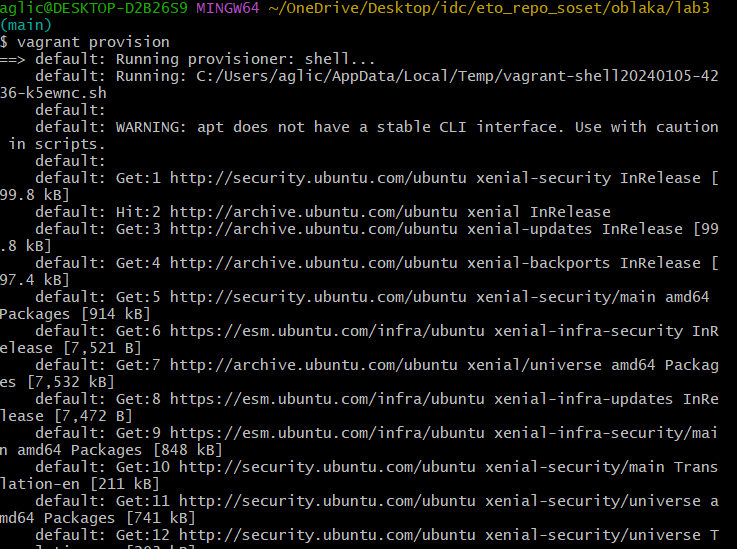 aglic@DESKTOP-D2B26S9 MINGW64 ~/OneDrive/Desktop/idc/eto_repo_soset/oblaka/lab3
(main)
$ vagrant provision
==> default: Running provisioner: shell...
    default: Running: C:/Users/aglic/AppData/Local/Temp/vagrant-shell20240105-42
36-k5ewnc.sh
    default:
    default: WARNING: apt does not have a stable CLI interface. Use with caution
 in scripts.
    default:
    default: Get:1 http://security.ubuntu.com/ubuntu xenial-security InRelease [
99.8 kB]
    default: Hit:2 http://archive.ubuntu.com/ubuntu xenial InRelease
    default: Get:3 http://archive.ubuntu.com/ubuntu xenial-updates InRelease [99
.8 kB]
    default: Get:4 http://archive.ubuntu.com/ubuntu xenial-backports InRelease [
97.4 kB]
    default: Get:5 http://security.ubuntu.com/ubuntu xenial-security/main amd64
Packages [914 kB]
    default: Get:6 https://esm.ubuntu.com/infra/ubuntu xenial-infra-security InR
elease [7,521 B]
    default: Get:7 http://archive.ubuntu.com/ubuntu xenial/universe amd64 Packag
es [7,532 kB]
    default: Get:8 https://esm.ubuntu.com/infra/ubuntu xenial-infra-updates InRe
lease [7,472 B]
    default: Get:9 https://esm.ubuntu.com/infra/ubuntu xenial-infra-security/mai
n amd64 Packages [848 kB]
    default: Get:10 http://security.ubuntu.com/ubuntu xenial-security/main Trans
lation-en [211 kB]
    default: Get:11 http://security.ubuntu.com/ubuntu xenial-security/universe a
md64 Packages [741 kB]
    default: Get:12 http://security.ubuntu.com/ubuntu xenial-security/universe T